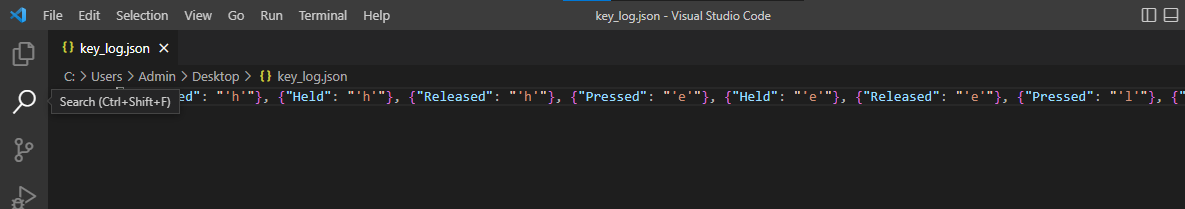 File Edit Selection View Go Run Terminal Help key_log.json - Visual Studio Code
{} key_log.json ×
C: > Users > Admin > Desktop > {} key_log.json
Search (Ctrl+Shift+F)
ed": "'h'"}, {"Held": "'h'"}, {"Released": "'h'"}, {"Pressed": "'e'"}, {"Held": "'e'"}, {"Released": "'e'"}, {"Pressed": "'l'"}, {"